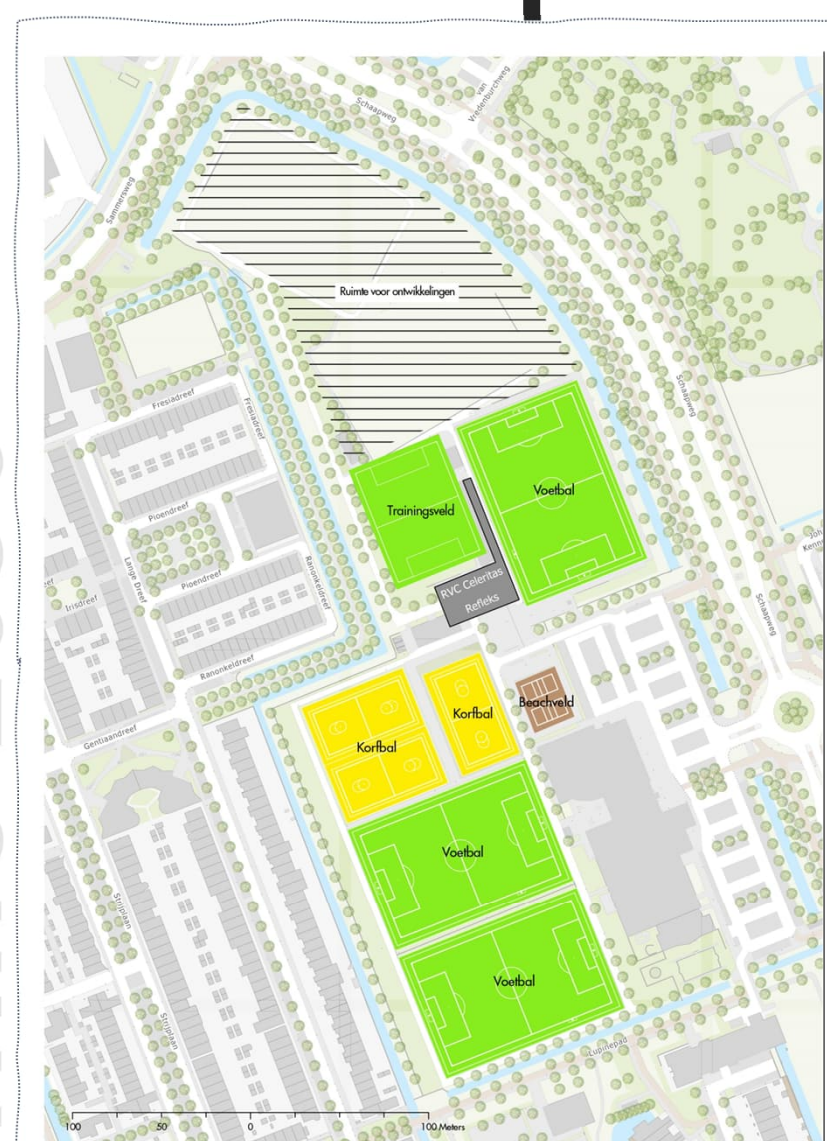 Schaapweg
van
Vredenburchweg
Sammersweg
Ruimte voor ontwikkelingen
Schaapweg
Fresiadreef
Fresiadreef
Voetbal
Trainingsveld
Pioendreef
Lange Dreef
Pioendreef
Irisdreef
Ranonkeldreef
RVC Celeritas
Refleks
Schaapweg
Ranonkeldreef
Beachveld
Korfbal
Korfbal
Gentiaandreef
Voetbal
Strijplaan
Voetbal
Strijplaan
Lupinepad
100
50
0
100 Meters